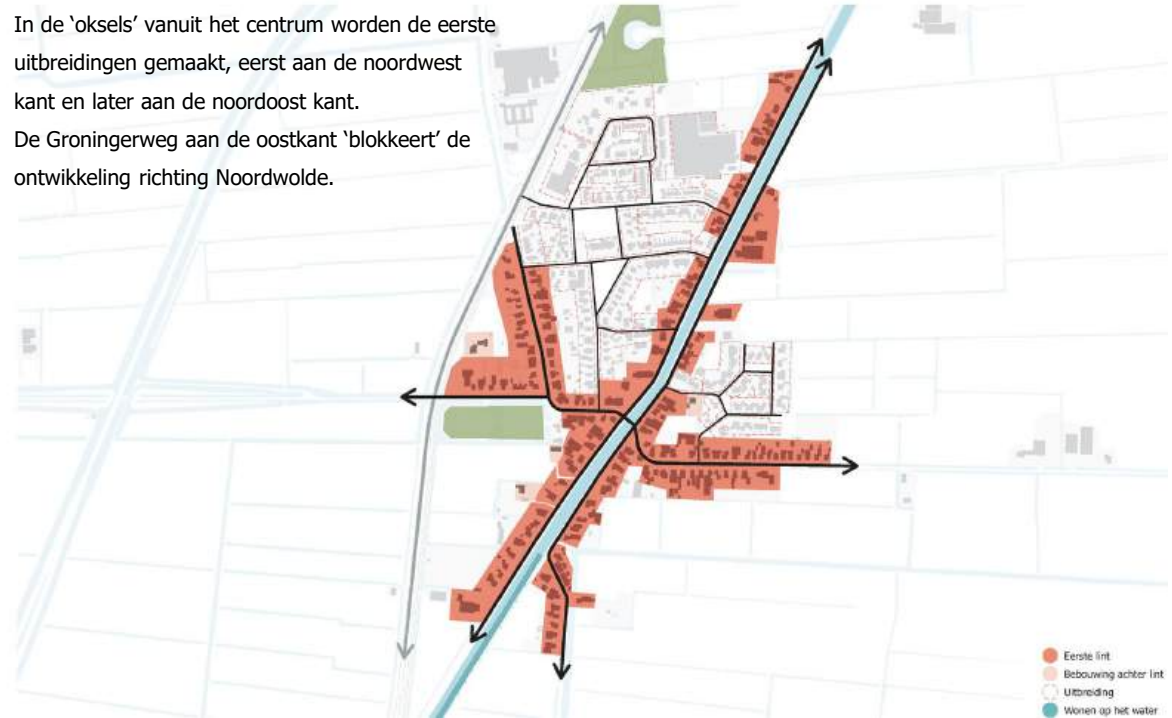 In de ‘oksels’ vanuit het centrum worden de eerste
uitbreidingen gemaakt, eerst aan de noordwest
kant en later aan de noordoost kant.
De Groningerweg aan de oostkant ‘blokkeert’ de
ontwikkeling richting Noordwolde.
Eerste lint
Bebouwing achter lint
Uitbreiding
Wonen op het water